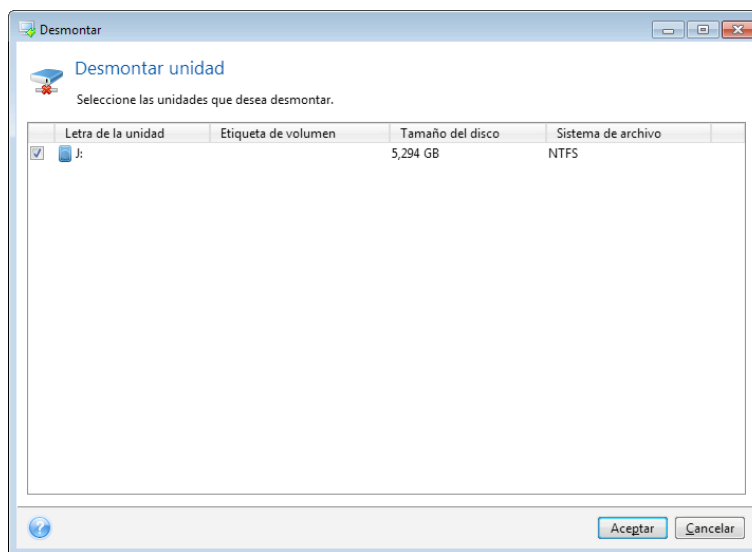 Desmontar
Desmontar unidad
Seleccione las unidades que desea desmontar.
Letra de la unidad Etiqueta de volumen Tamaño del disco Sistema de archivo
J: 5,294 GB NTFS
Aceptar Cancelar